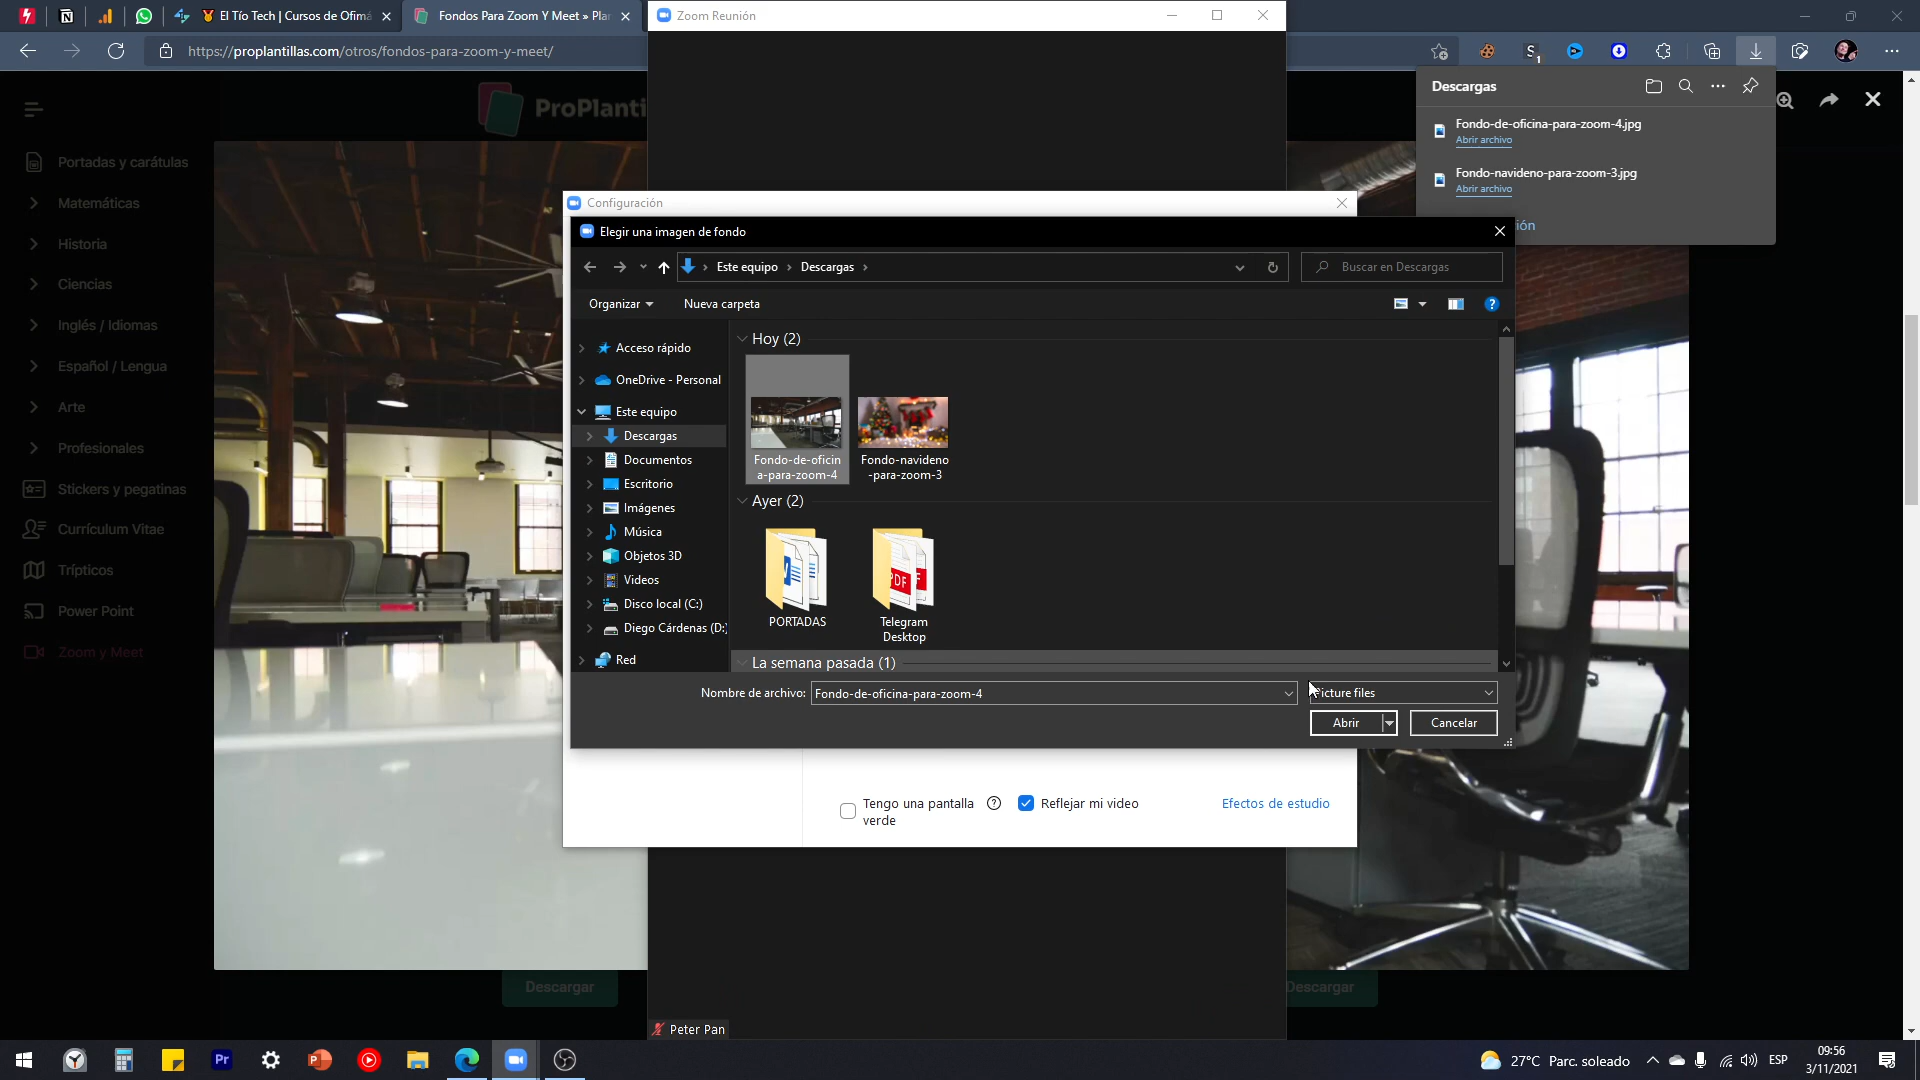 El Tío Tech | Cursos de Ofimá
Fondos Para Zoom Y Meet » Pla
Zoom Reunión
https://proplantillas.com/otros/fondos-para-zoom-y-meet/
S
1
Descargas
Fondo-de-oficina-para-zoom-4.jpg
Abrir archivo
Fondo-navideno-para-zoom-3.jpg
Abrir archivo
ión
ProPlanti
Portadas y carátulas
Matemáticas
Historia
Ciencias
Inglés / Idiomas
Español / Lengua
Arte
Profesionales
Stickers y pegatinas
Currículum Vitae
Trípticos
Power Point
Zoom y Meet
Configuración
Elegir una imagen de fondo
Este equipo
Descargas
Buscar en Descargas
Organizar
Nueva carpeta
Acceso rápido
OneDrive - Personal
Este equipo
Descargas
Documentos
Escritorio
Imágenes
Música
Objetos 3D
Videos
Disco local (C:)
Diego Cárdenas (D:)
Red
Hoy (2)
Fondo-de-oficin
a-para-zoom-4
Fondo-navideno
-para-zoom-3
Ayer (2)
PDF
PORTADAS
Telegram
Desktop
La semana pasada (1)
Nombre de archivo:
Fondo-de-oficina-para-zoom-4
Picture files
Abrir
Cancelar
Tengo una pantalla
verde
Reflejar mi video
Efectos de estudio
Descargar
Descargar
Peter Pan
Pr
27°C Parc. soleado
ESP
09:56
3/11/2021